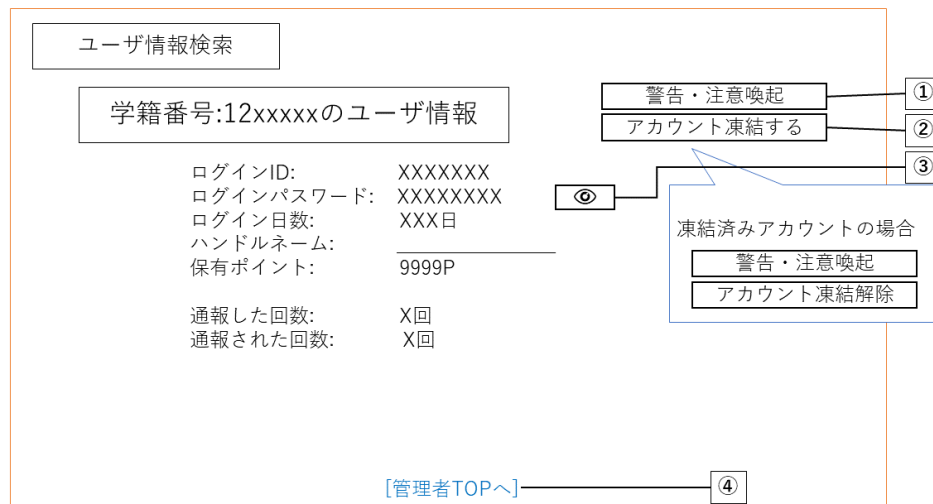 ユーザ情報検索
学籍番号:12xxxxxのユーザ情報
警告・注意喚起
①
アカウント凍結する
②
③
ログインID: XXXXXXX
ログインパスワード: XXXXXXXX
ログイン日数: XXX日
ハンドルネーム:
保有ポイント: 9999P
通報した回数: X回
通報された回数: X回
凍結済みアカウントの場合
警告・注意喚起
アカウント凍結解除
[管理者TOPへ]
④